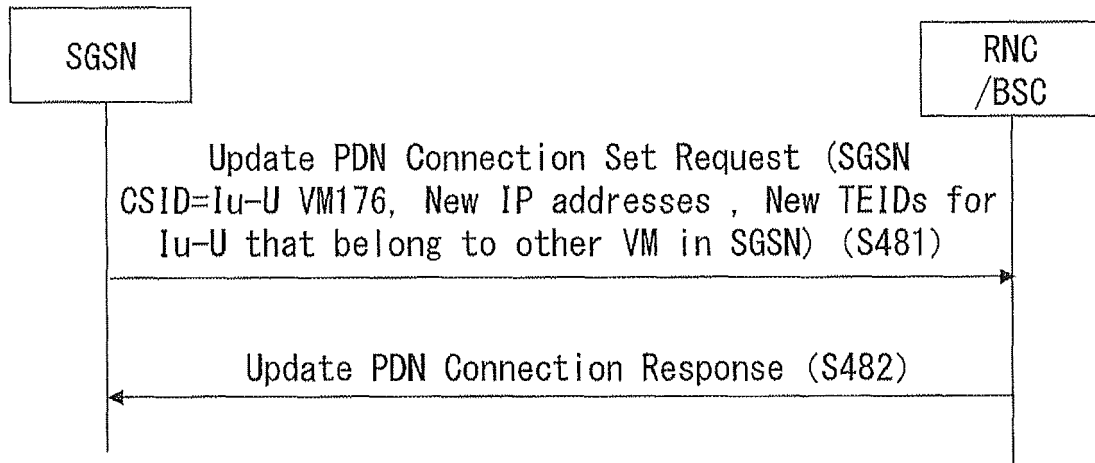 SGSN
RNC
/BSC
Update PDN Connection Set Request (SGSN
CSID=Iu-U VM176, New IP addresses , New TEIDs for
Iu-U that belong to other VM in SGSN) (S481)
Update PDN Connection Response (S482)